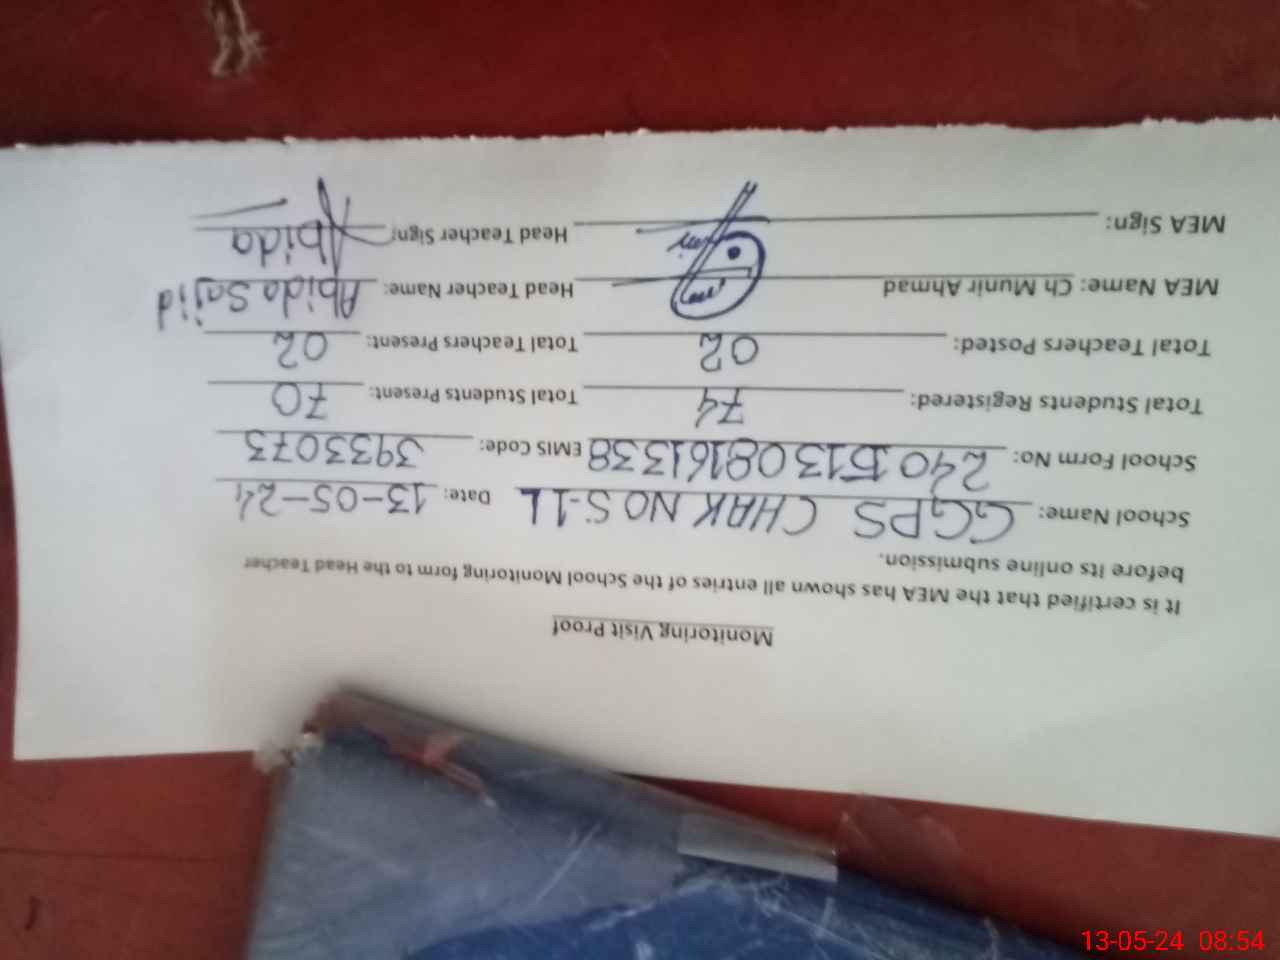 Monitoring Visit Proof
It is certified that the MEA has shown all entries of the School Monitoring form to the Head Teacher
before its online submission.
School Name: GGPS CHAK NO 5-1L Date: 13-05-24
School Form No: 24051308161338 EMIS Code: 3933073
Total Students Registered: 74 Total Students Present: 70
Total Teachers Posted: 02 Total Teachers Present: 02
MEA Name: Ch Munir Ahmad Head Teacher Name: Abida Sajid
MEA Sign: Head Teacher Sign: Abida
13-05-24 08:54